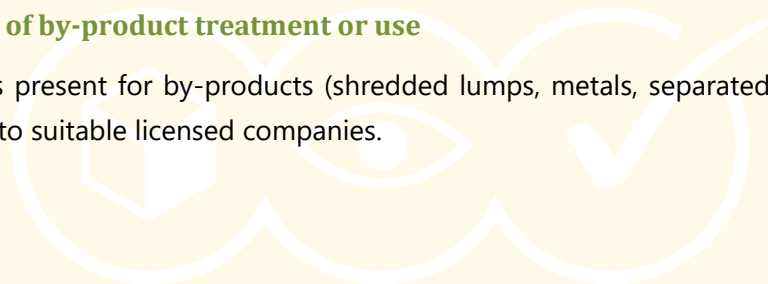 of by-product treatment or use
s present for by-products (shredded lumps, metals, separated
to suitable licensed companies.